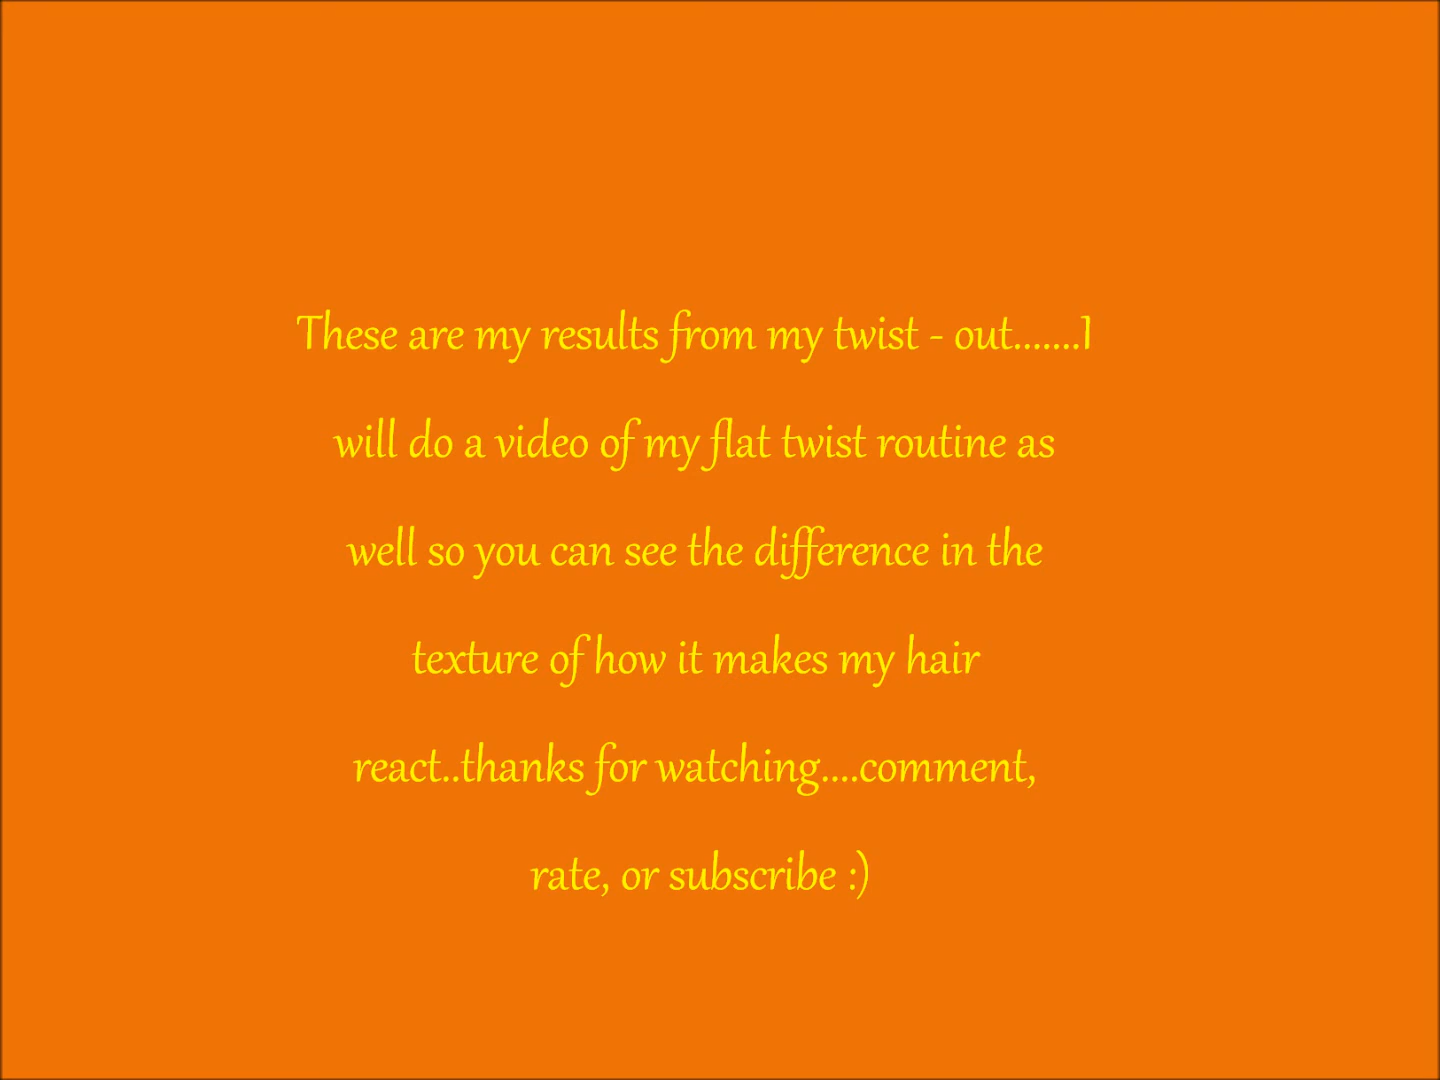 These are my results from my twist - out.......I
will do a video of my flat twist routine as
well so you can see the difference in the
texture of how it makes my hair
react..thanks for watching....comment,
rate, or subscribe :)